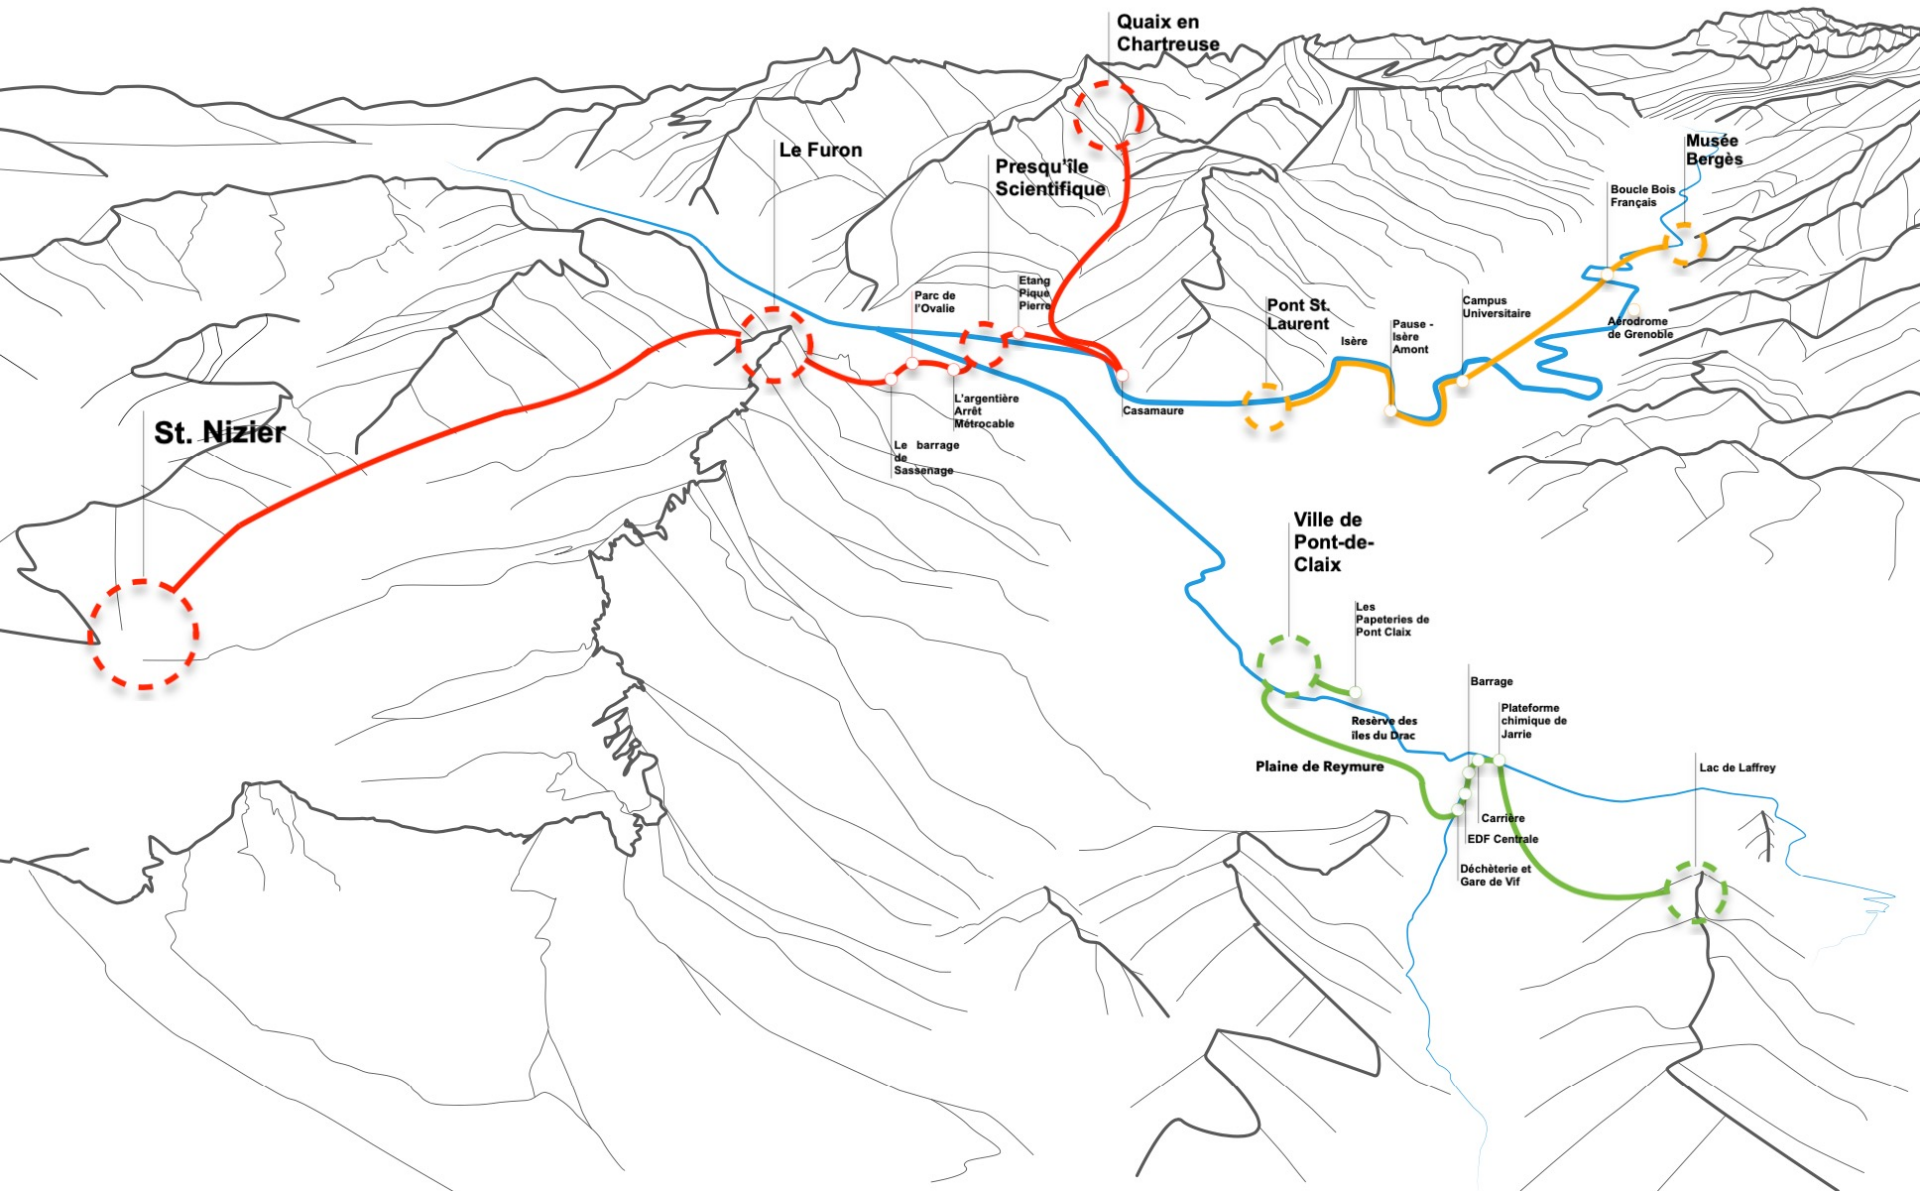 Quaix en
Chartreuse
Le Furon
Presqu'île
Scientifique
Musée
Bergès
Boucle Bois
Français
Parc de
l'Ovalie
Etang
Pique
Pierre
Pont St.
Laurent
Isère
Pause -
Isère
Amont
Campus
Universitaire
Aérodrome
de Grenoble
L'argentière
Arrêt
Métrocable
Casamaure
St. Nizier
Le barrage
de
Sassenage
Ville de
Pont-de-
Claix
Les
Papeteries de
Pont Claix
Barrage
Resèrve des
îles du Drac
Plateforme
chimique de
Jarrie
Plaine de Reymure
Lac de Laffrey
Carrière
EDF Centrale
Déchèterie et
Gare de Vif